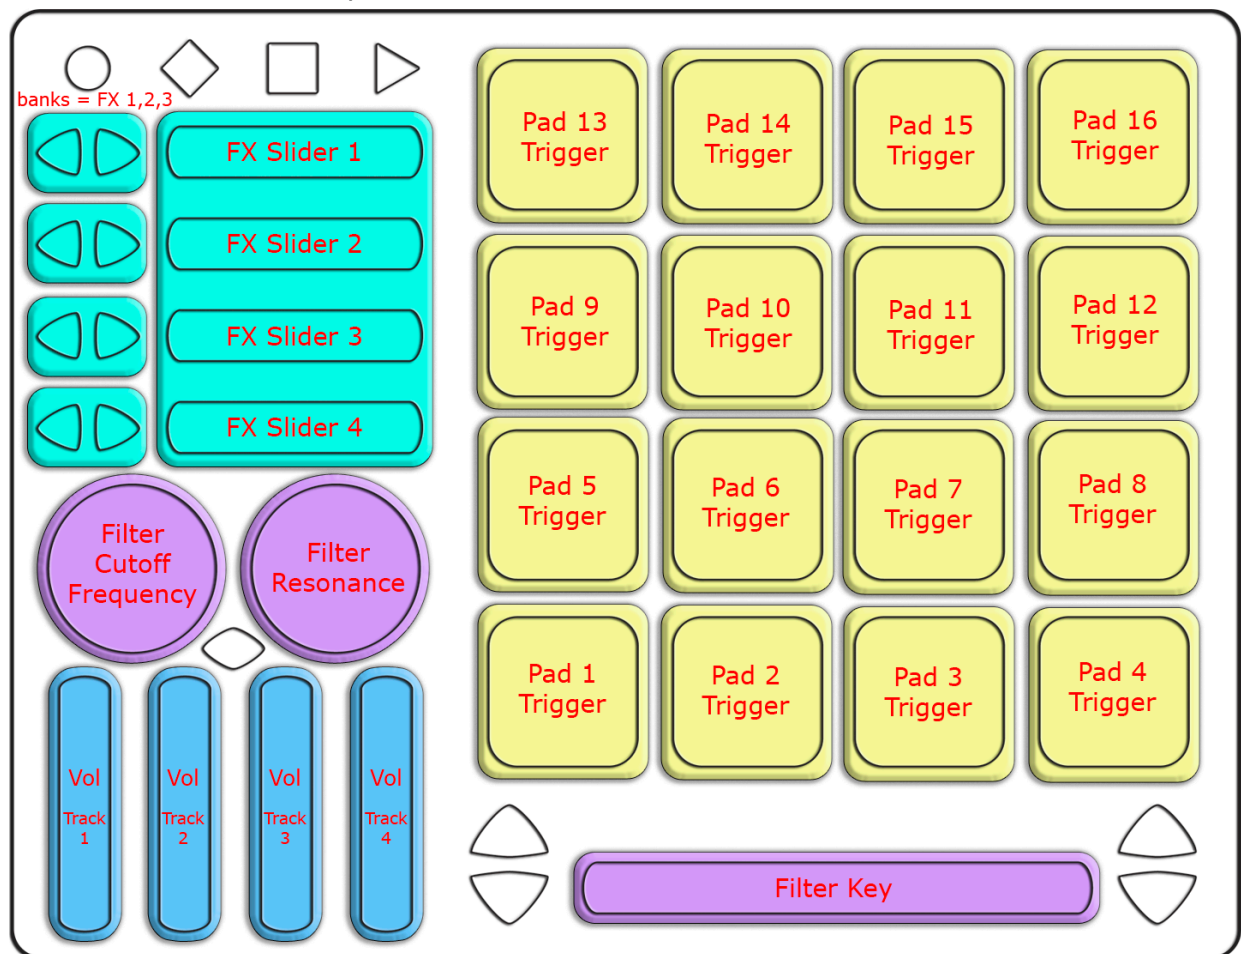 banks = FX 1,2,3
FX Slider 1
FX Slider 2
FX Slider 3
FX Slider 4
Filter
Cutoff
Frequency
Filter
Resonance
Vol
Track
1
Vol
Track
2
Vol
Track
3
Vol
Track
4
Pad 13
Trigger
Pad 14
Trigger
Pad 15
Trigger
Pad 16
Trigger
Pad 9
Trigger
Pad 10
Trigger
Pad 11
Trigger
Pad 12
Trigger
Pad 5
Trigger
Pad 6
Trigger
Pad 7
Trigger
Pad 8
Trigger
Pad 1
Trigger
Pad 2
Trigger
Pad 3
Trigger
Pad 4
Trigger
Filter Key